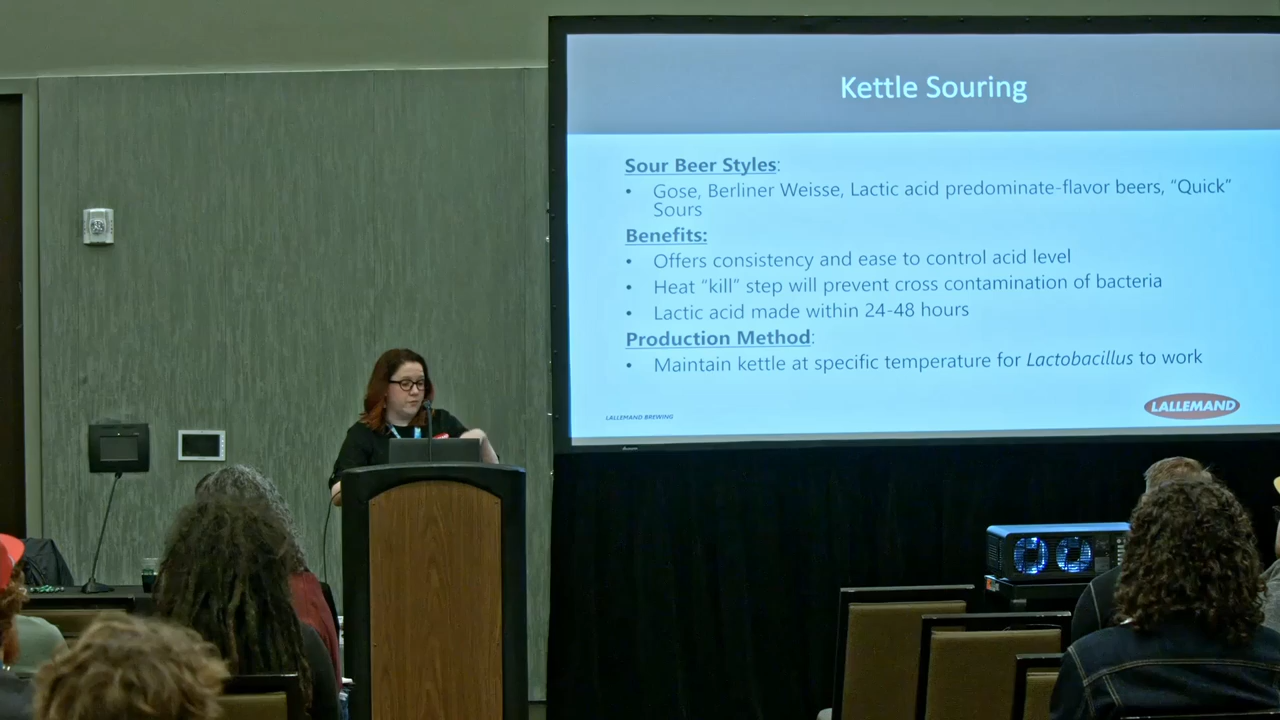 Kettle Souring
Sour Beer Styles:
• Gose, Berliner Weisse, Lactic acid predominate-flavor beers, “Quick”
Sours
Benefits:
• Offers consistency and ease to control acid level
• Heat “kill” step will prevent cross contamination of bacteria
• Lactic acid made within 24-48 hours
Production Method:
• Maintain kettle at specific temperature for Lactobacillus to work
LALLEMAND BREWING
LALLEMAND